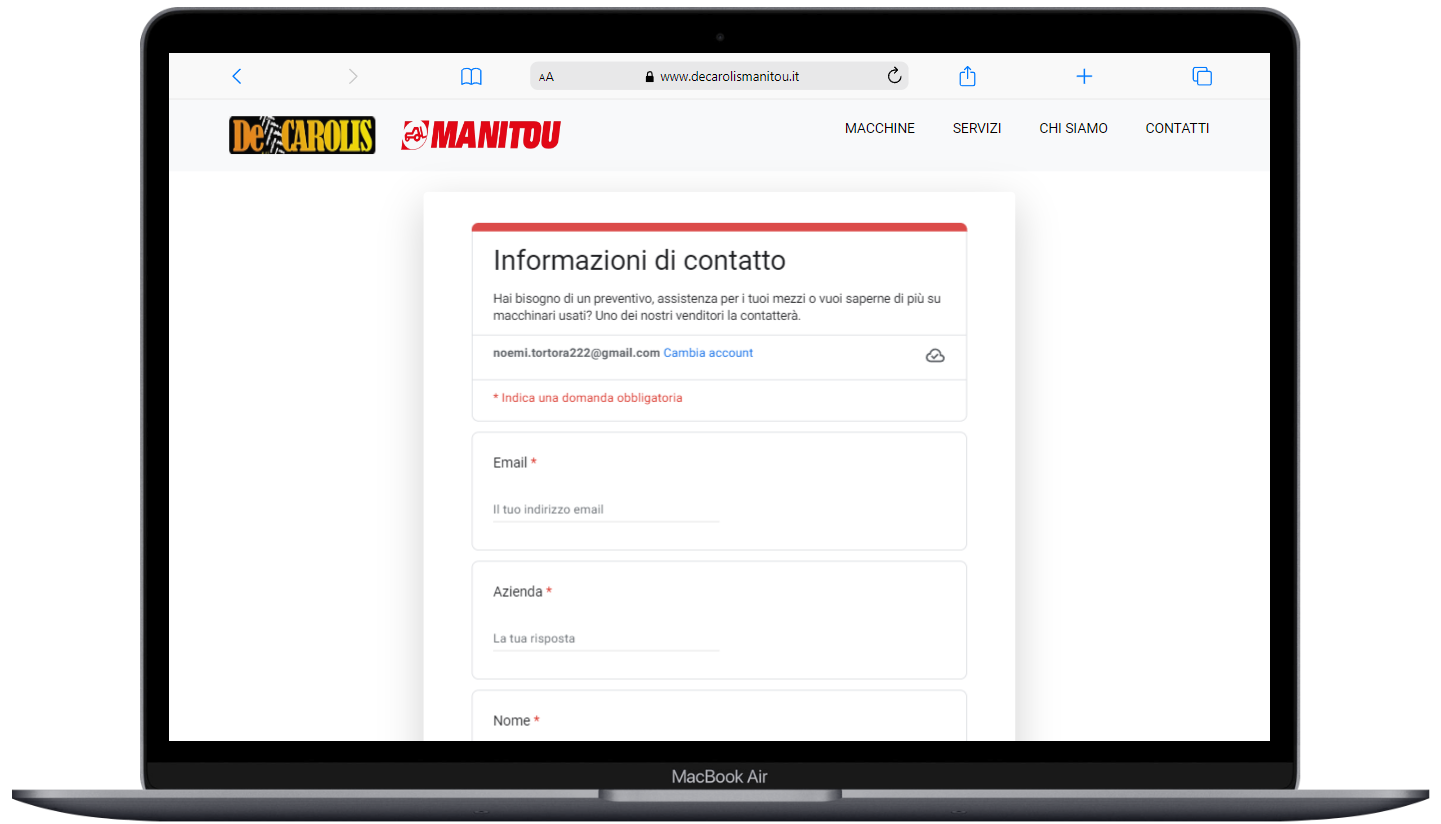 AA www.decarolismanitou.it
De CAROLIS MANITOU MACCHINE SERVIZI CHI SIAMO CONTATTI
Informazioni di contatto
Hai bisogno di un preventivo, assistenza per i tuoi mezzi o vuoi saperne di più su
macchinari usati? Uno dei nostri venditori la contatterà.
noemi.tortora222@gmail.com Cambia account
* Indica una domanda obbligatoria
Email *
Il tuo indirizzo email
Azienda *
La tua risposta
Nome *
MacBook Air